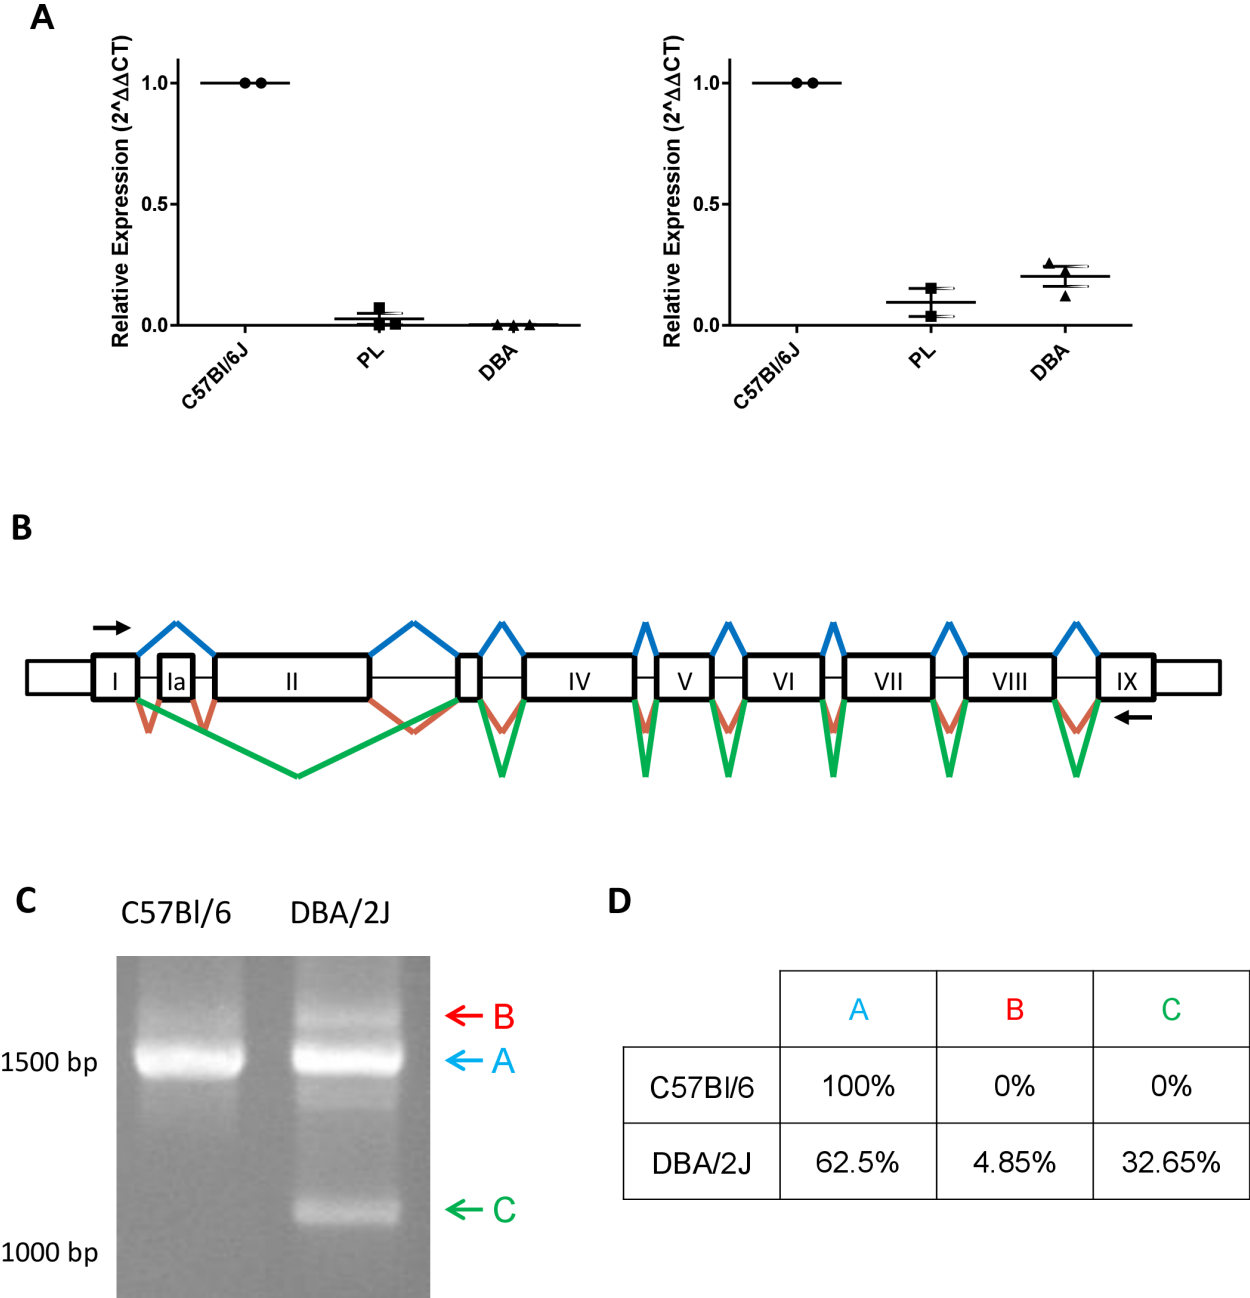 A
Relative Expression (2^ΔΔCT)
1.0
0.5
0.0
C57Bl/6J
PL
DBA
Relative Expression (2^ΔΔCT)
1.0
0.5
0.0
C57Bl/6J
PL
DBA
B
I Ia II IV V VI VII VIII IX
C
C57Bl/6 DBA/2J
B
1500 bp A
C
1000 bp
D
A B C
C57Bl/6 100% 0% 0%
DBA/2J 62.5% 4.85% 32.65%